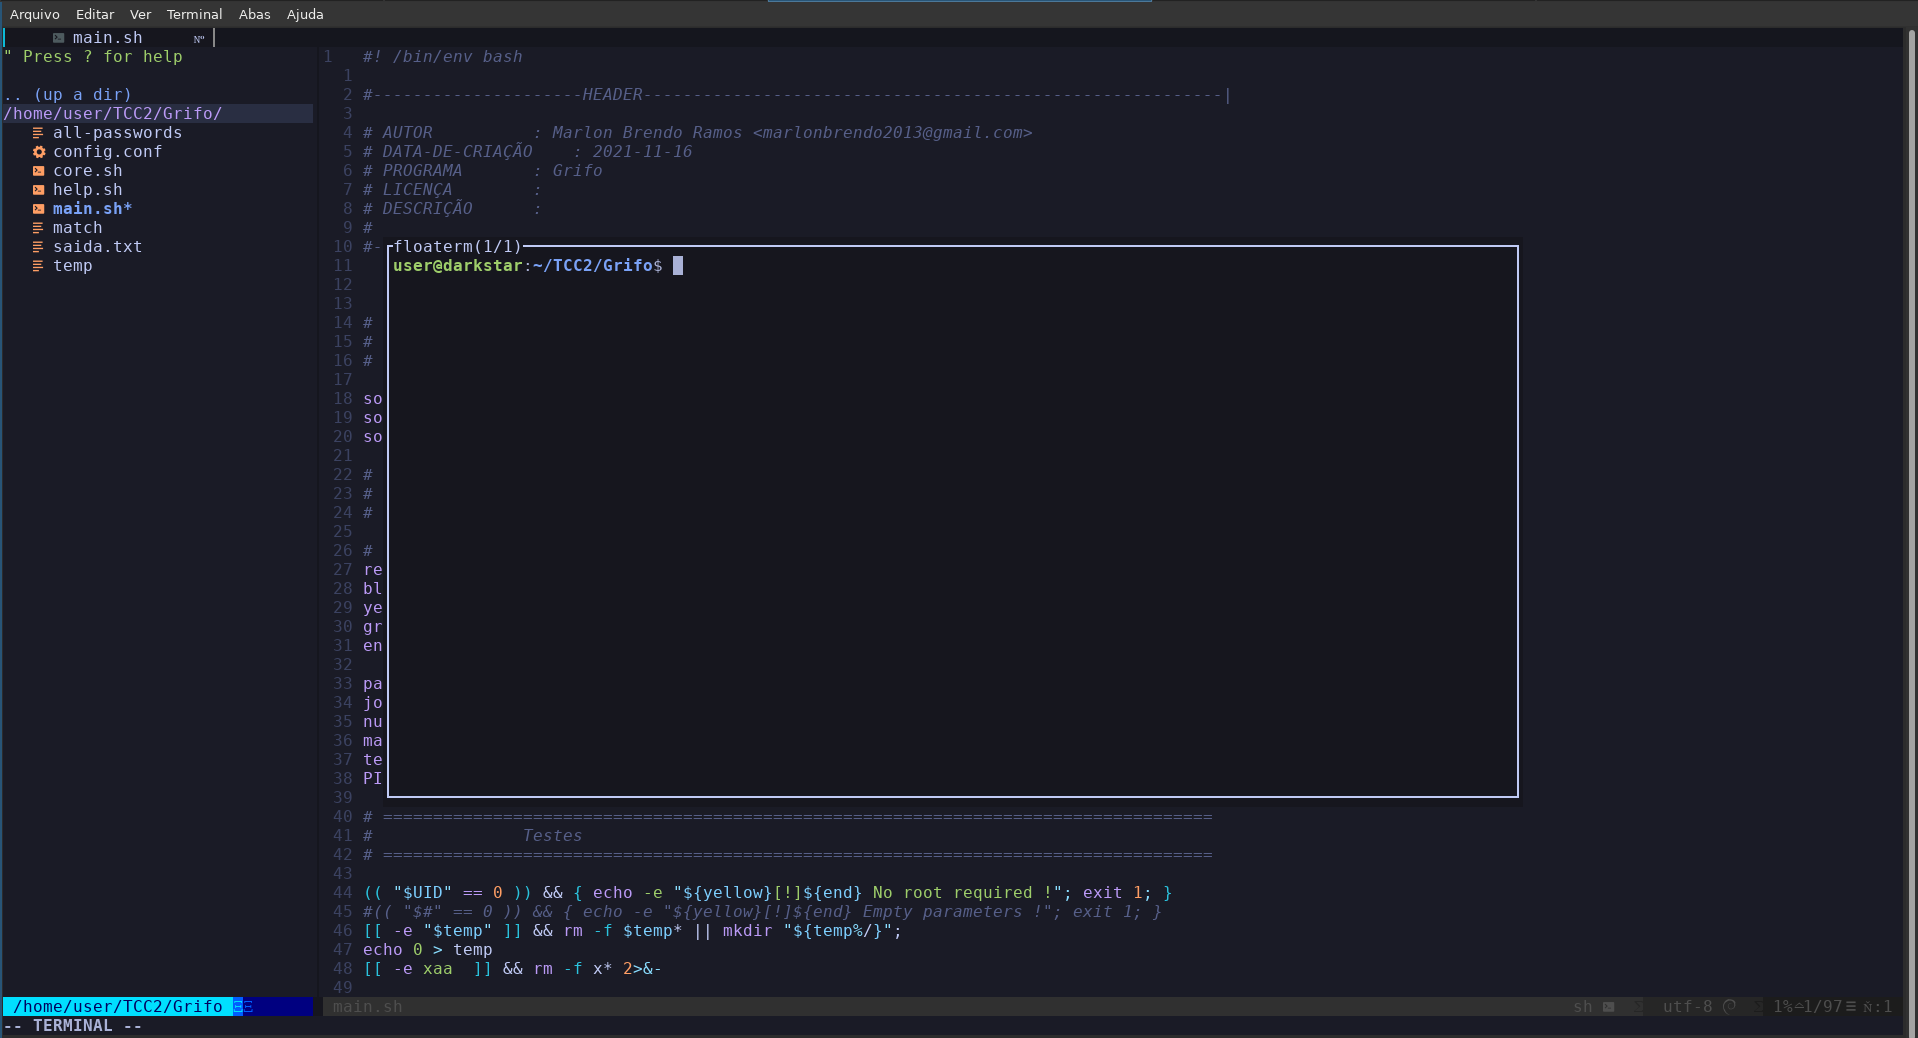 Arquivo Editar Ver Terminal Abas Ajuda
main.sh
" Press ? for help
.. (up a dir)
/home/user/TCC2/Grifo/
all-passwords
config.conf
core.sh
help.sh
main.sh*
match
saida.txt
temp
1 #! /bin/env bash
1
2 #---------------------HEADER----------------------------------------------------------|
3
4 # AUTOR : Marlon Brendo Ramos <marlonbrendo2013@gmail.com>
5 # DATA-DE-CRIAÇÃO : 2021-11-16
6 # PROGRAMA : Grifo
7 # LICENÇA :
8 # DESCRIÇÃO :
9 #
10 #-
floaterm(1/1)
11
user@darkstar:~/TCC2/Grifo$
12
13
14 #
15 #
16 #
17
18 so
19 so
20 so
21
22 #
23 #
24 #
25
26 #
27 re
28 bl
29 ye
30 gr
31 en
32
33 pa
34 jo
35 nu
36 ma
37 te
38 PI
39
40 # ===================================================================================
41 # Testes
42 # ===================================================================================
43
44 (( "$UID" == 0 )) && { echo -e "${yellow}[!]${end} No root required !"; exit 1; }
45 #(( "$#" == 0 )) && { echo -e "${yellow}[!]${end} Empty parameters !"; exit 1; }
46 [[ -e "$temp" ]] && rm -f $temp* || mkdir "${temp%/}";
47 echo 0 > temp
48 [[ -e xaa  ]] && rm -f x* 2>&-
49
/home/user/TCC2/Grifo
main.sh
sh
utf-8
1% 1/97 :1
-- TERMINAL --